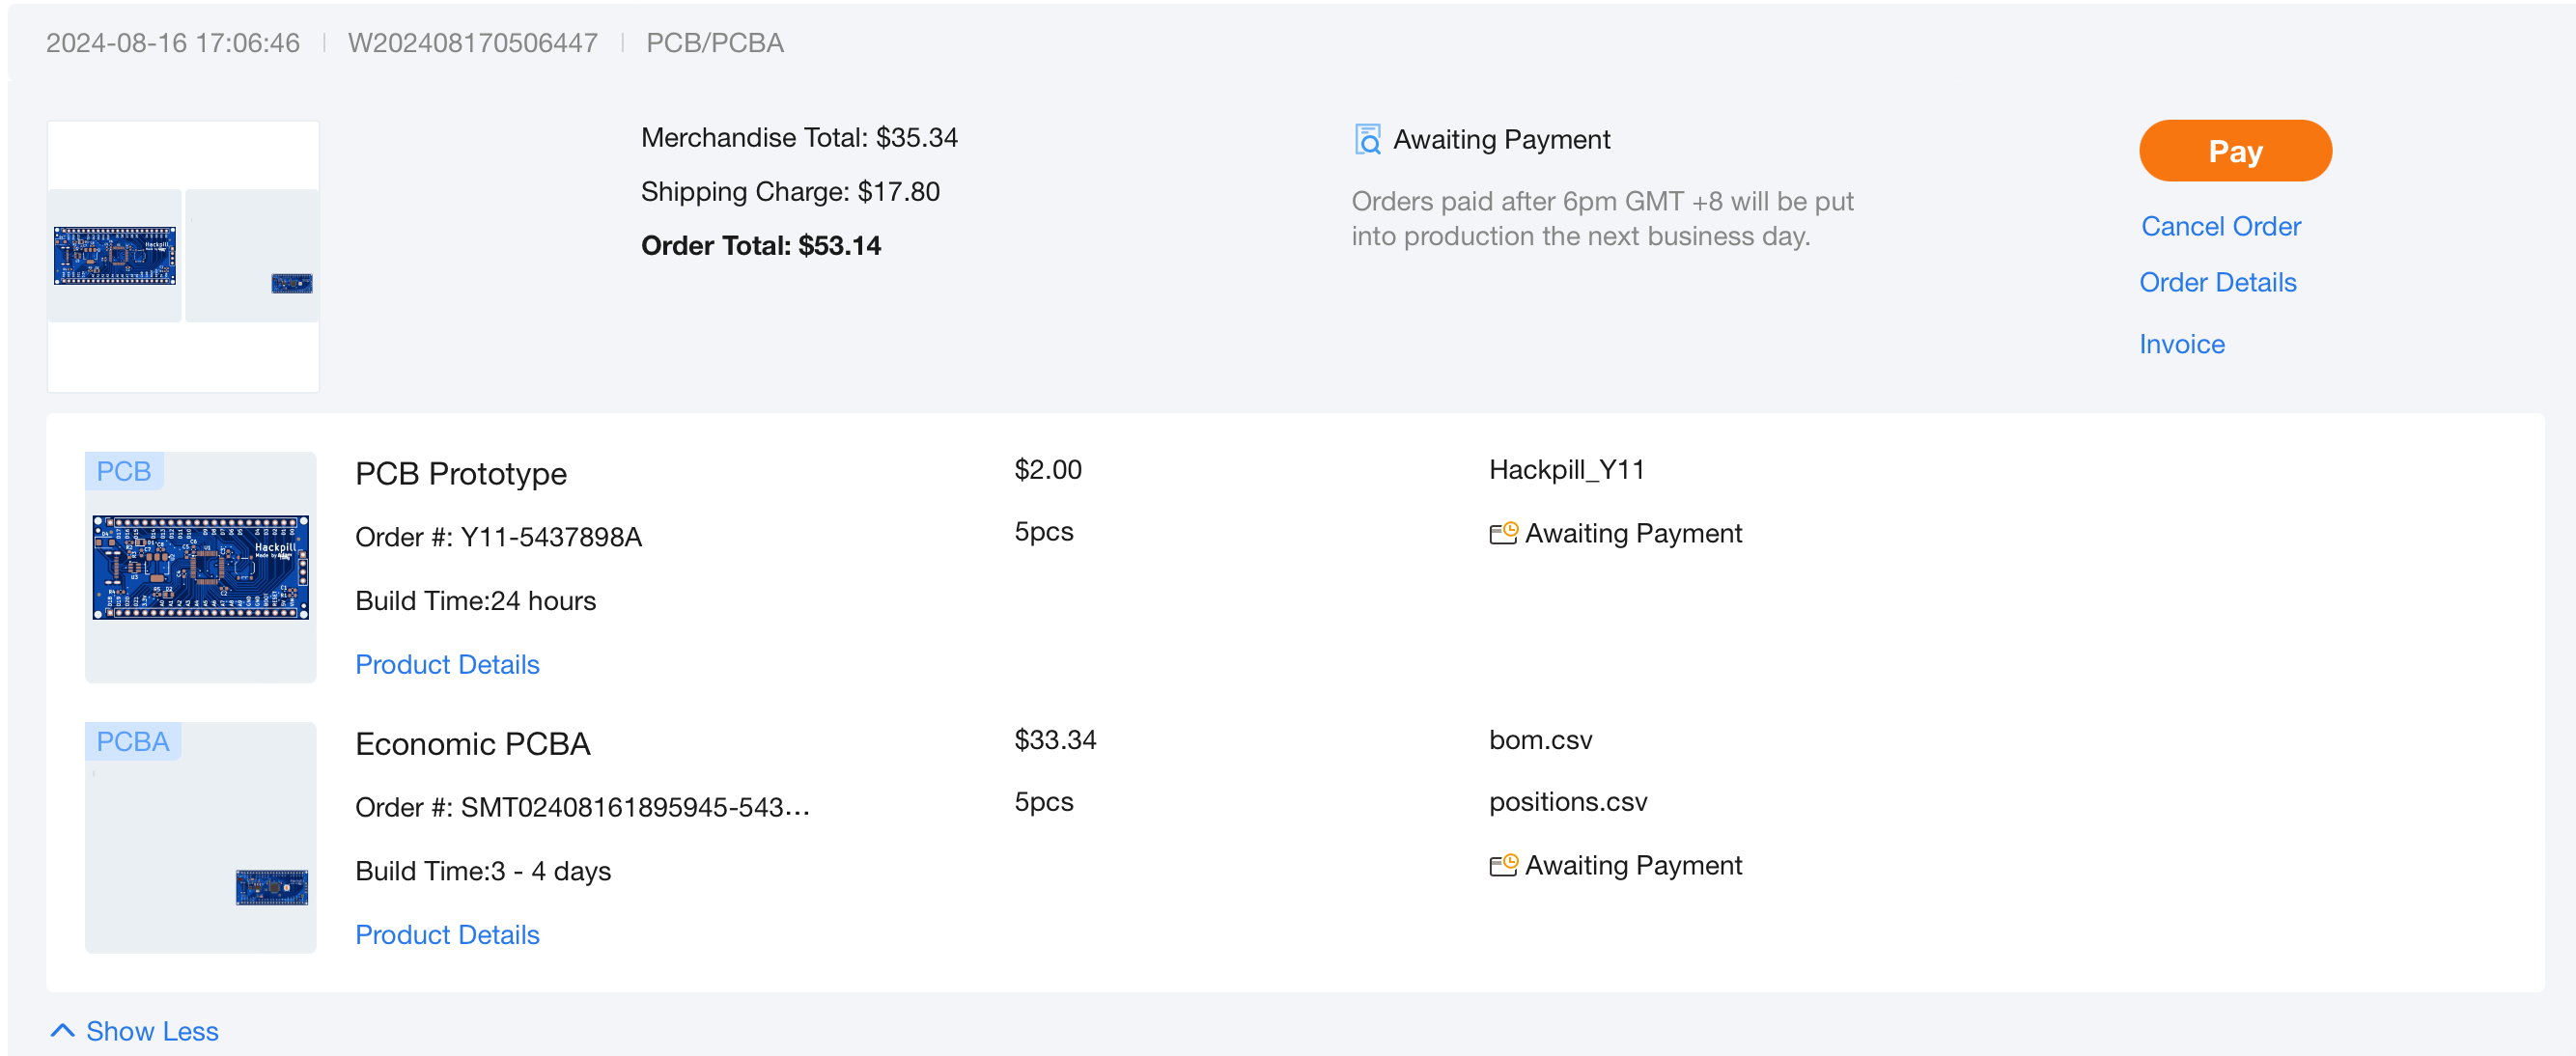 2024-08-16 17:06:46 | W202408170506447 | PCB/PCBA
Merchandise Total: $35.34
Shipping Charge: $17.80
Order Total: $53.14
Awaiting Payment
Orders paid after 6pm GMT +8 will be put
into production the next business day.
Pay
Cancel Order
Order Details
Invoice
PCB
PCB Prototype
Order #: Y11-5437898A
Build Time:24 hours
Product Details
$2.00
5pcs
Hackpill_Y11
Awaiting Payment
Hackpill
PCBA
Economic PCBA
Order #: SMT02408161895945-543...
Build Time:3 - 4 days
Product Details
$33.34
5pcs
bom.csv
positions.csv
Awaiting Payment
Show Less